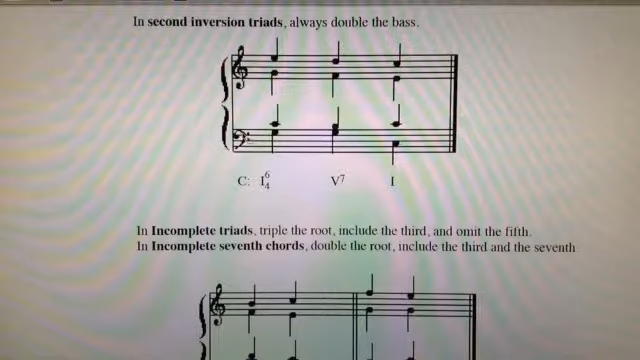 In second inversion triads, always double the bass.
C: I6/4 V7 I
In Incomplete triads, triple the root, include the third, and omit the fifth.
In Incomplete seventh chords, double the root, include the third and the seventh